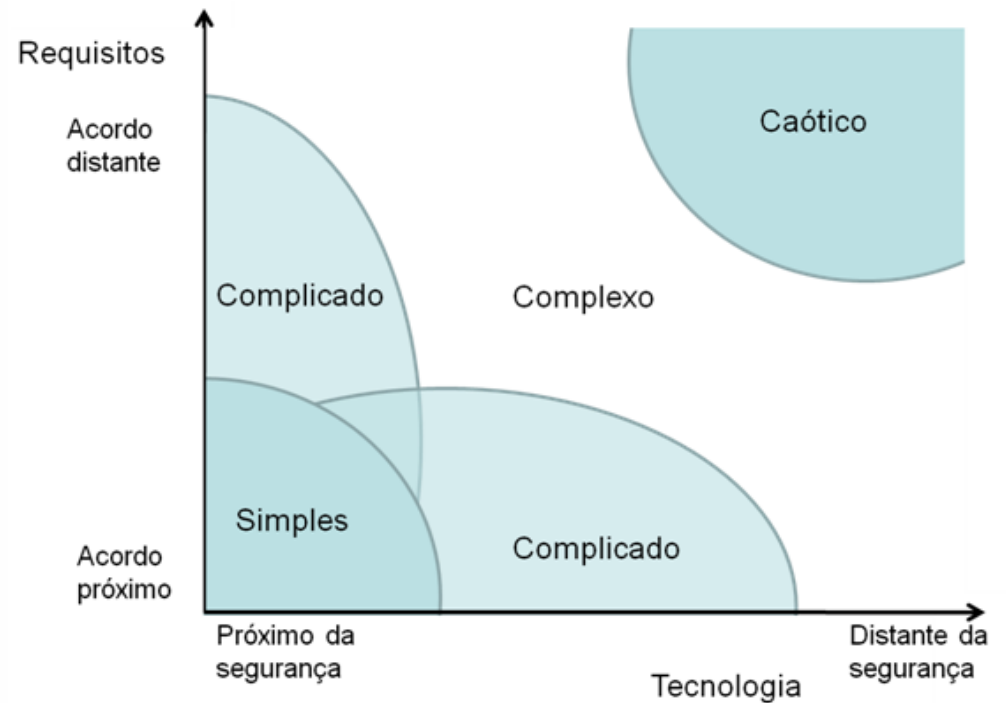 Requisitos
Acordo
distante
Caótico
Complicado
Complexo
Simples
Complicado
Acordo
próximo
Próximo da
segurança
Distante da
segurança
Tecnologia